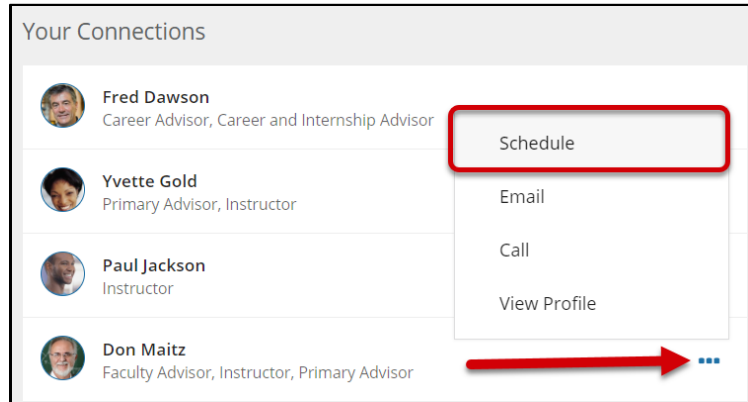 Your Connections
Fred Dawson
Career Advisor, Career and Internship Advisor
Schedule
Yvette Gold
Email
Primary Advisor, Instructor
Call
Paul Jackson
Instructor
View Profile
Don Maitz
Faculty Advisor, Instructor, Primary Advisor